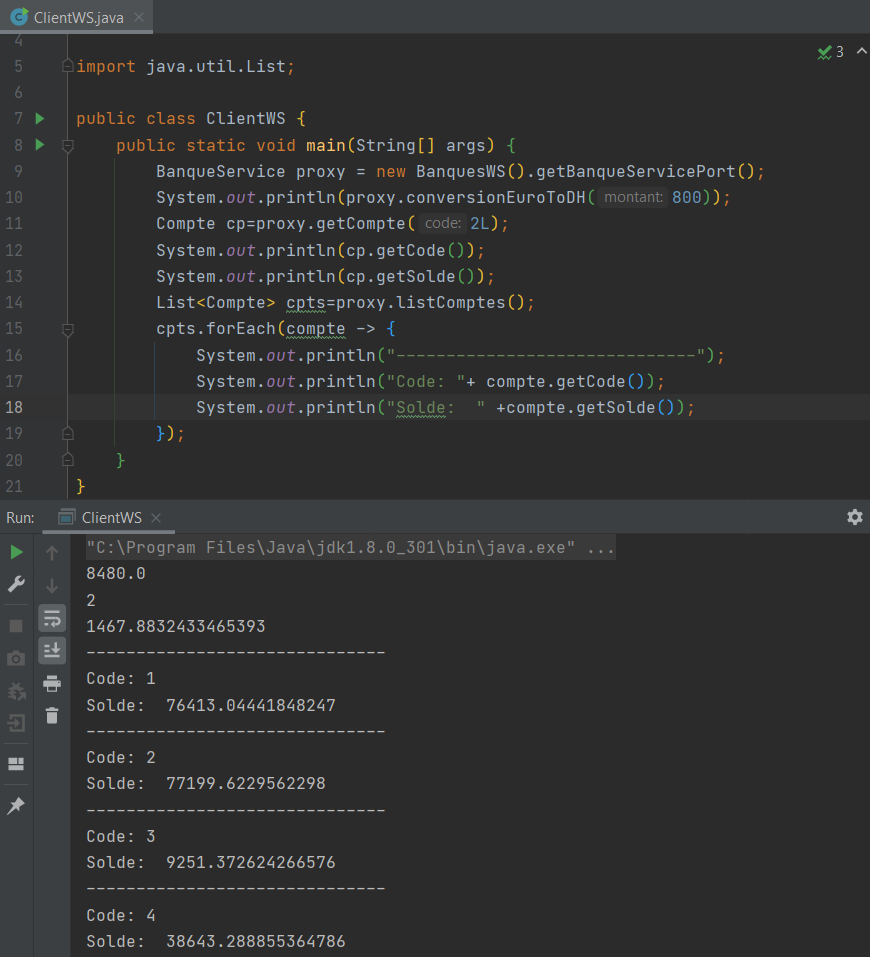 ClientWS.java
3
4
5 import java.util.List;
6
7 public class ClientWS {
8 public static void main(String[] args) {
9 BanqueService proxy = new BanquesWS().getBanqueServicePort();
10 System.out.println(proxy.conversionEuroToDH( montant: 800));
11 Compte cp=proxy.getCompte( code: 2L);
12 System.out.println(cp.getCode());
13 System.out.println(cp.getSolde());
14 List<Compte> cpts=proxy.listComptes();
15 cpts.forEach(compte -> {
16 System.out.println("------------------------------");
17 System.out.println("Code: "+ compte.getCode());
18 System.out.println("Solde:  " +compte.getSolde());
19 });
20 }
21 }
Run: ClientWS
"C:\Program Files\Java\jdk1.8.0_301\bin\java.exe" ...
8480.0
2
1467.8832433465393
------------------------------
Code: 1
Solde:  76413.04441848247
------------------------------
Code: 2
Solde:  77199.6229562298
------------------------------
Code: 3
Solde:  9251.372624266576
------------------------------
Code: 4
Solde:  38643.288855364786